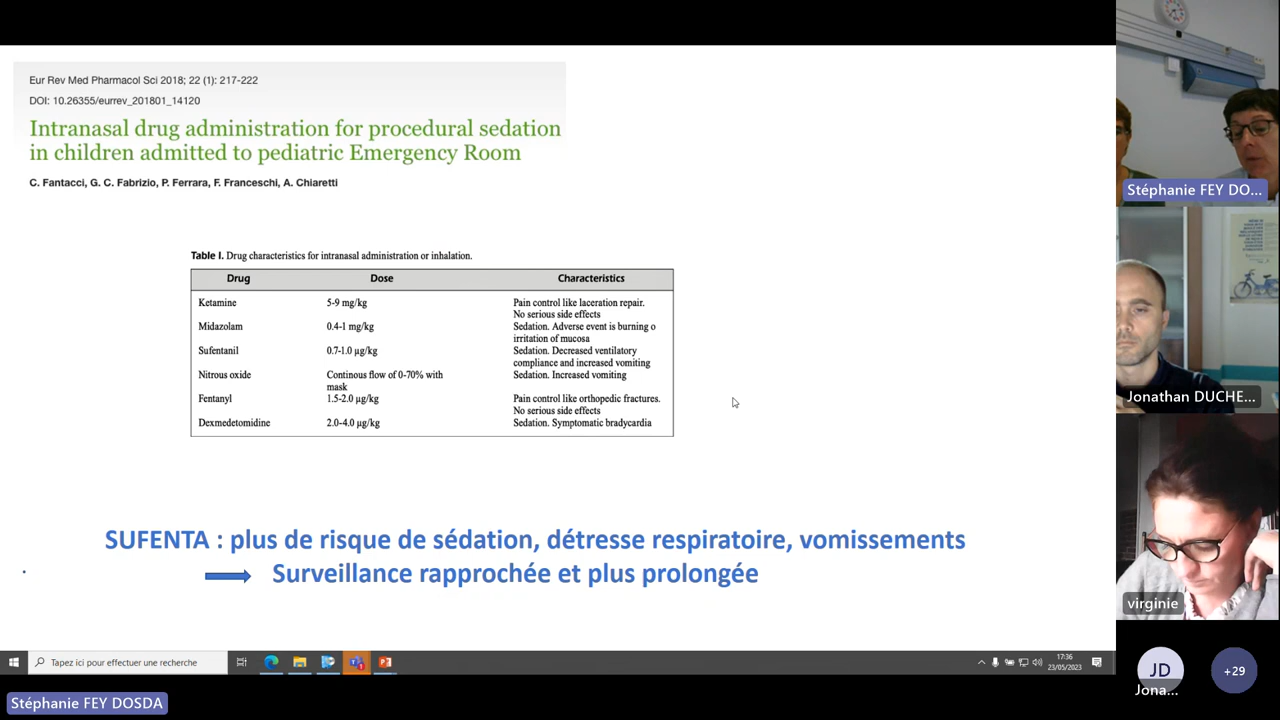 Eur Rev Med Pharmacol Sci 2018; 22 (1): 217-222
DOI: 10.26355/eurrev_201801_14120
Intranasal drug administration for procedural sedation
in children admitted to pediatric Emergency Room
C. Fantacci, G. C. Fabrizio, P. Ferrara, F. Franceschi, A. Chiaretti
Table I. Drug characteristics for intranasal administration or inhalation.
Drug Dose Characteristics
Ketamine 5-9 mg/kg Pain control like laceration repair.
No serious side effects
Midazolam 0.4-1 mg/kg Sedation. Adverse event is burning o
irritation of mucosa
Sufentanil 0.7-1.0 µg/kg Sedation. Decreased ventilatory
compliance and increased vomiting
Nitrous oxide Continous flow of 0-70% with Sedation. Increased vomiting
mask
Fentanyl 1.5-2.0 µg/kg Pain control like orthopedic fractures.
No serious side effects
Dexmedetomidine 2.0-4.0 µg/kg Sedation. Symptomatic bradycardia
SUFENTA : plus de risque de sédation, détresse respiratoire, vomissements
Surveillance rapprochée et plus prolongée
Tapez ici pour effectuer une recherche
17:36
23/05/2023
Stéphanie FEY DOSDA
Stéphanie FEY DO...
Jonathan DUCHE...
virginie
JD
Jona...
+29